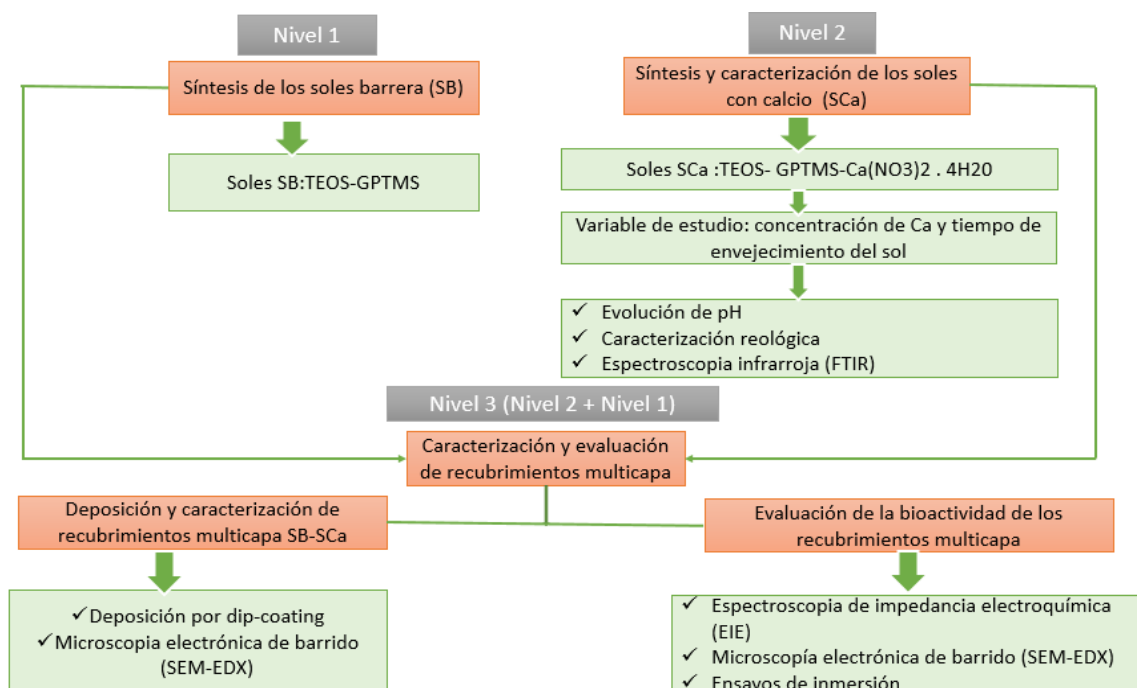 Nivel 1
Síntesis de los soles barrera (SB)
Soles SB:TEOS-GPTMS
Nivel 2
Síntesis y caracterización de los soles
con calcio (SCa)
Soles SCa :TEOS- GPTMS-Ca(NO3)2 . 4H20
Variable de estudio: concentración de Ca y tiempo de
envejecimiento del sol
✓ Evolución de pH
✓ Caracterización reológica
✓ Espectroscopia infrarroja (FTIR)
Nivel 3 (Nivel 2 + Nivel 1)
Caracterización y evaluación
de recubrimientos multicapa
Deposición y caracterización de
recubrimientos multicapa SB-SCa
✓Deposición por dip-coating
✓Microscopia electrónica de barrido
(SEM-EDX)
Evaluación de la bioactividad de los
recubrimientos multicapa
✓ Espectroscopia de impedancia electroquímica
(EIE)
✓ Microscopía electrónica de barrido (SEM-EDX)
✓ Ensayos de inmersión